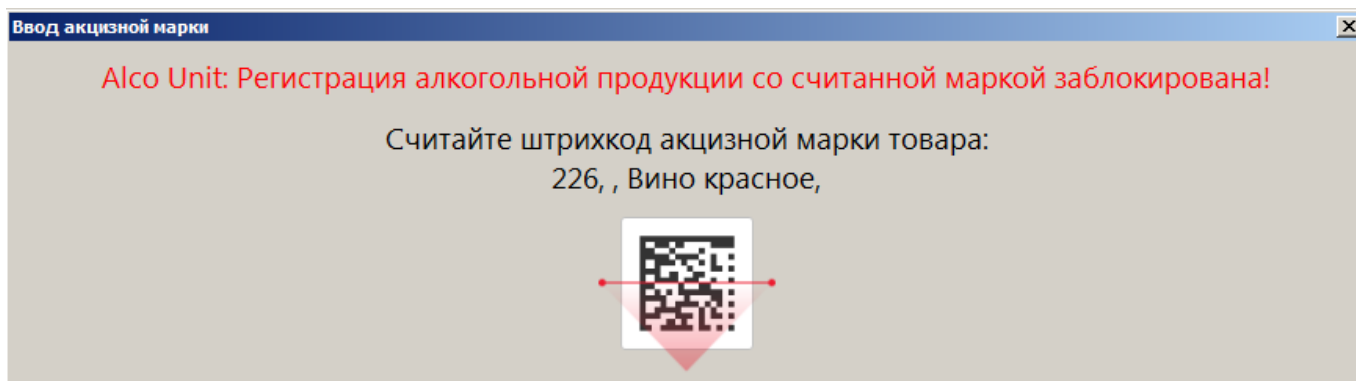 Ввод акцизной марки
Alco Unit: Регистрация алкогольной продукции со считанной маркой заблокирована!
Считайте штрихкод акцизной марки товара:
226, , Вино красное,